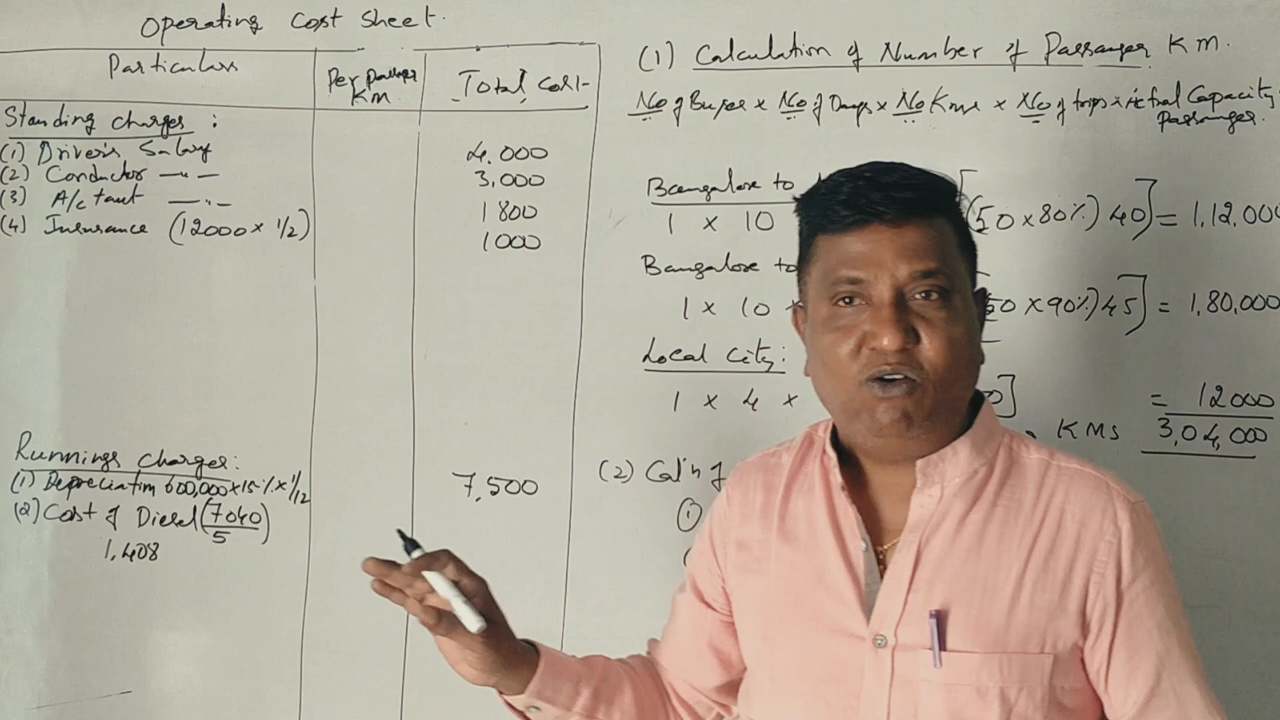 Operating Cost Sheet.
Particulars
Per passger KM.
Total cost-
Standing charges :
(1) Driver's Salary 4,000
(2) Conductor —〃— 3,000
(3) A/c tant —〃— 1800
(4) Insurance (12000 × 1/2) 1000
Runnings charges:
(1) Depreciation 600,000 × 15% × 1/12 7,500
(2) Cost of Diesel (7040/5)
1,408
(1) Calculation of Number of Passanger KM.
No of Buses × No of Days × No Kms × No of trips × Actual Capacity
Passanger.
Bangalore to
1 × 10 (50 × 80%) 40] = 1,12,000
Bangalore to
1 × 10 × 50 × 90%) 45] = 1,80,000
Local City:
1 × 4 × ] = 12000
KMS 3,04,000
(2) Cal'n of
①